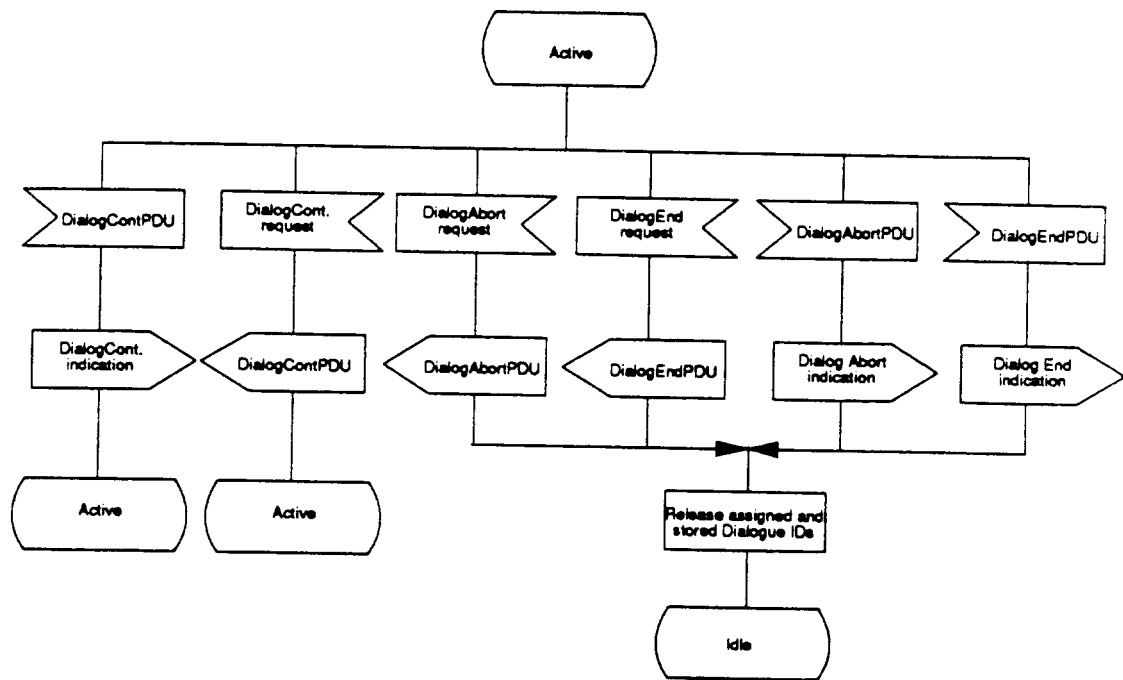 Active
DialogContPDU
DialogCont.
request
DialogAbort
request
DialogEnd
request
DialogAbortPDU
DialogEndPDU
DialogCont.
indication
DialogContPDU
DialogAbortPDU
DialogEndPDU
Dialog Abort
indication
Dialog End
indication
Active
Active
Release assigned and
stored Dialogue IDs
Idle